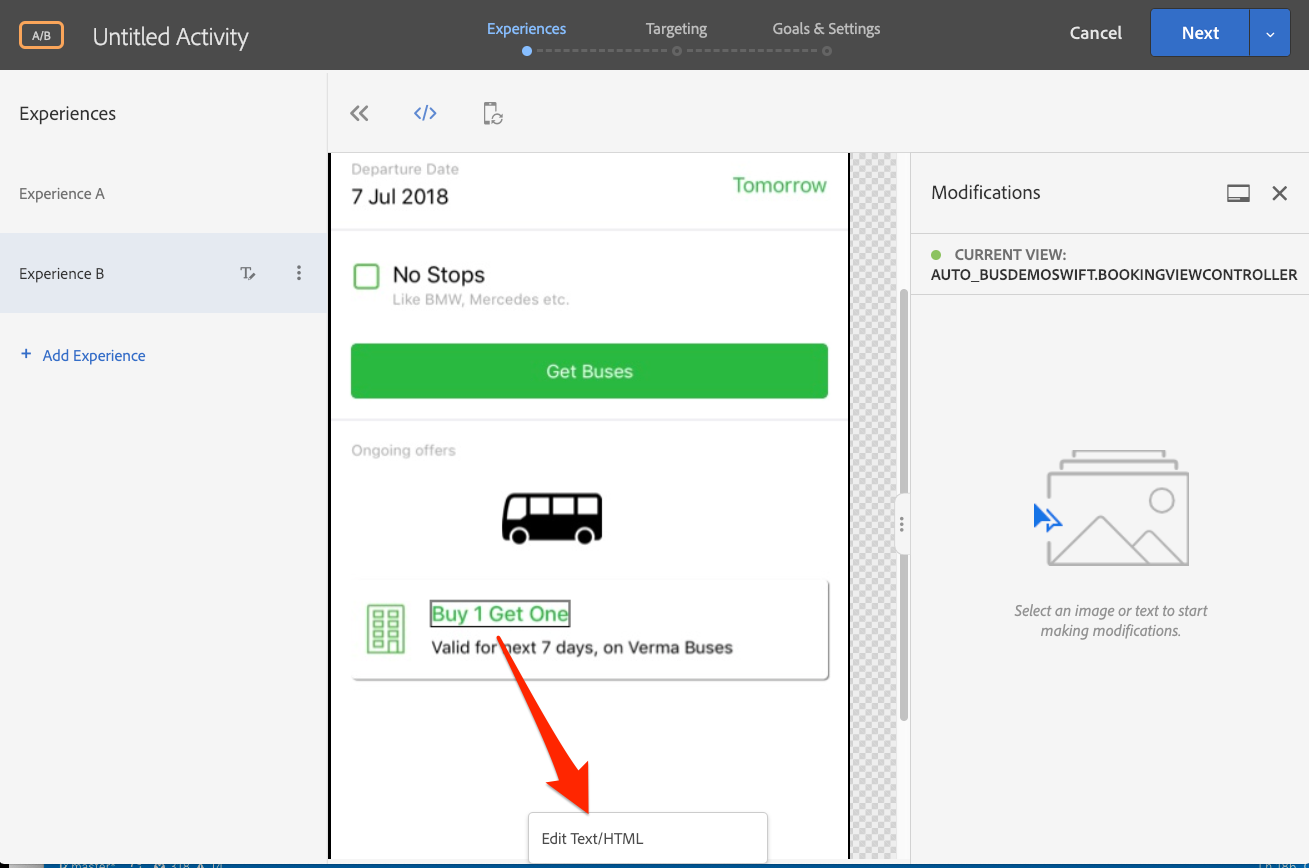 A/B
Untitled Activity
Experiences
Targeting
Goals & Settings
Cancel
Next
Experiences
Experience A
Experience B
+ Add Experience
</>
Departure Date
7 Jul 2018
Tomorrow
No Stops
Like BMW, Mercedes etc.
Get Buses
Ongoing offers
Buy 1 Get One
Valid for next 7 days, on Verma Buses
Edit Text/HTML
Modifications
CURRENT VIEW:
AUTO_BUSDEMOSWIFT.BOOKINGVIEWCONTROLLER
Select an image or text to start
making modifications.